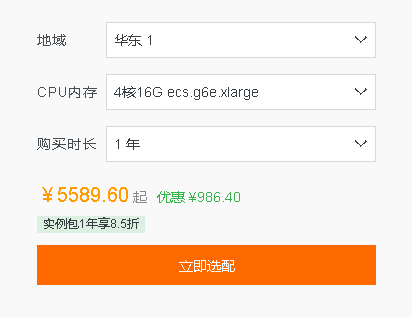 地域 华东 1
CPU内存 4核16G ecs.g6e.xlarge
购买时长 1 年
¥5589.60 起 优惠 ¥986.40
实例包1年享8.5折
立即选配